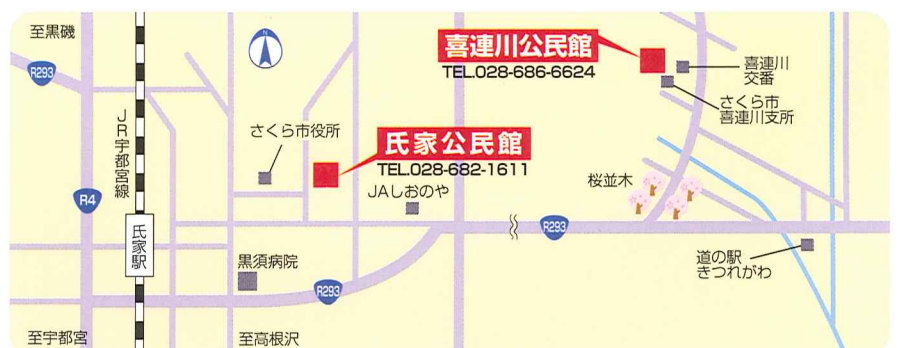 至黒磯
R293
JR宇都宮線
R4
氏家駅
至宇都宮
N
さくら市役所
氏家公民館
TEL.028-682-1611
JAしおのや
黒須病院
R293
至高根沢
喜連川公民館
TEL.028-686-6624
喜連川
交番
さくら市
喜連川支所
桜並木
R293
道の駅
きつれがわ